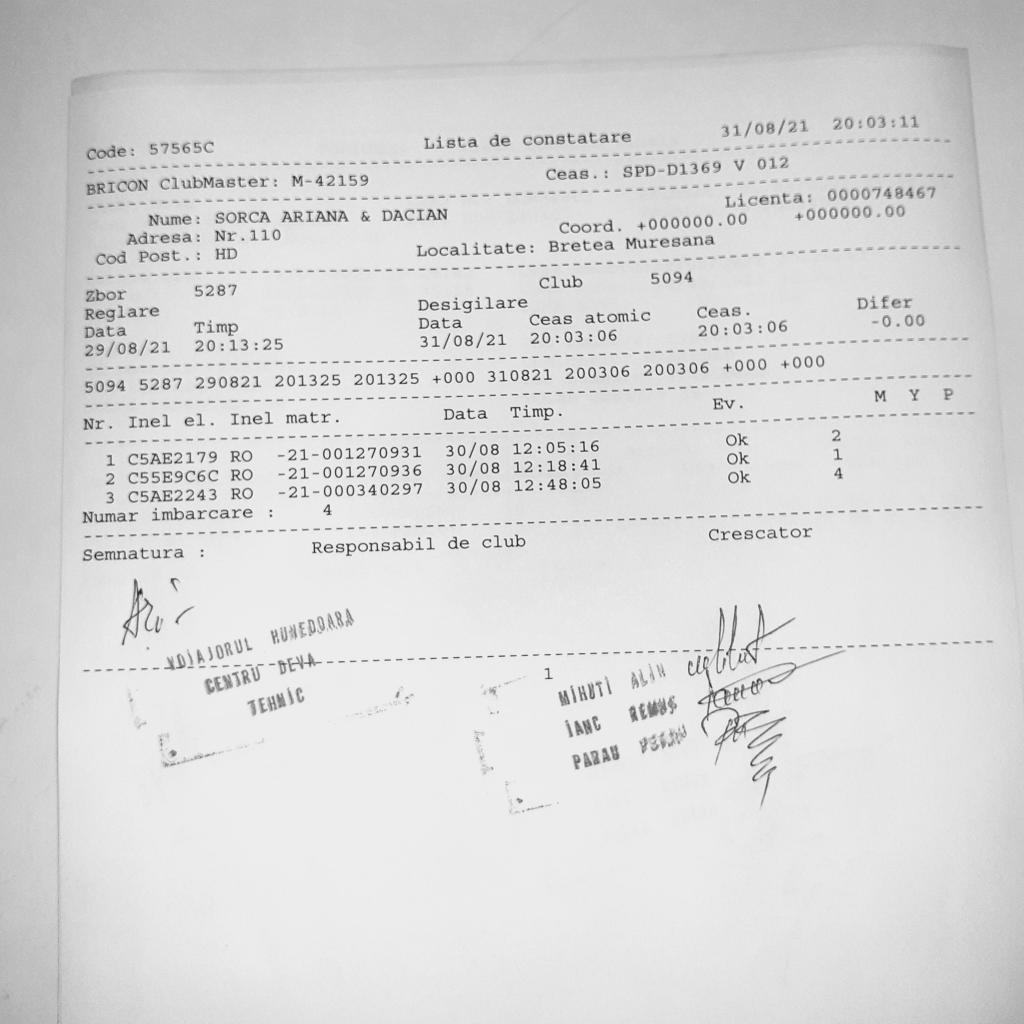 Code: 57565C Lista de constatare 31/08/21 20:03:11
BRICON ClubMaster: M-42159 Ceas.: SPD-D1369 V 012
Nume: SORCA ARIANA & DACIAN Licenta: 0000748467
Adresa: Nr.110 Coord. +000000.00 +000000.00
Cod Post.: HD Localitate: Bretea Muresana
Zbor 5287 Club 5094
Reglare Desigilare
Data Timp Data Ceas atomic Ceas. Difer
29/08/21 20:13:25 31/08/21 20:03:06 20:03:06 -0.00
5094 5287 290821 201325 201325 +000 310821 200306 200306 +000 +000
Nr. Inel el. Inel matr. Data Timp. Ev. M Y P
1 C5AE2179 RO -21-001270931 30/08 12:05:16 Ok 2
2 C55E9C6C RO -21-001270936 30/08 12:18:41 Ok 1
3 C5AE2243 RO -21-000340297 30/08 12:48:05 Ok 4
Numar imbarcare : 4
Semnatura : Responsabil de club Crescator
VOIAJORUL HUNEDOARA
CENTRU DEVA
TEHNIC
1
MIHUTI ALIN
IANC REMUȘ
PARAU PETRU